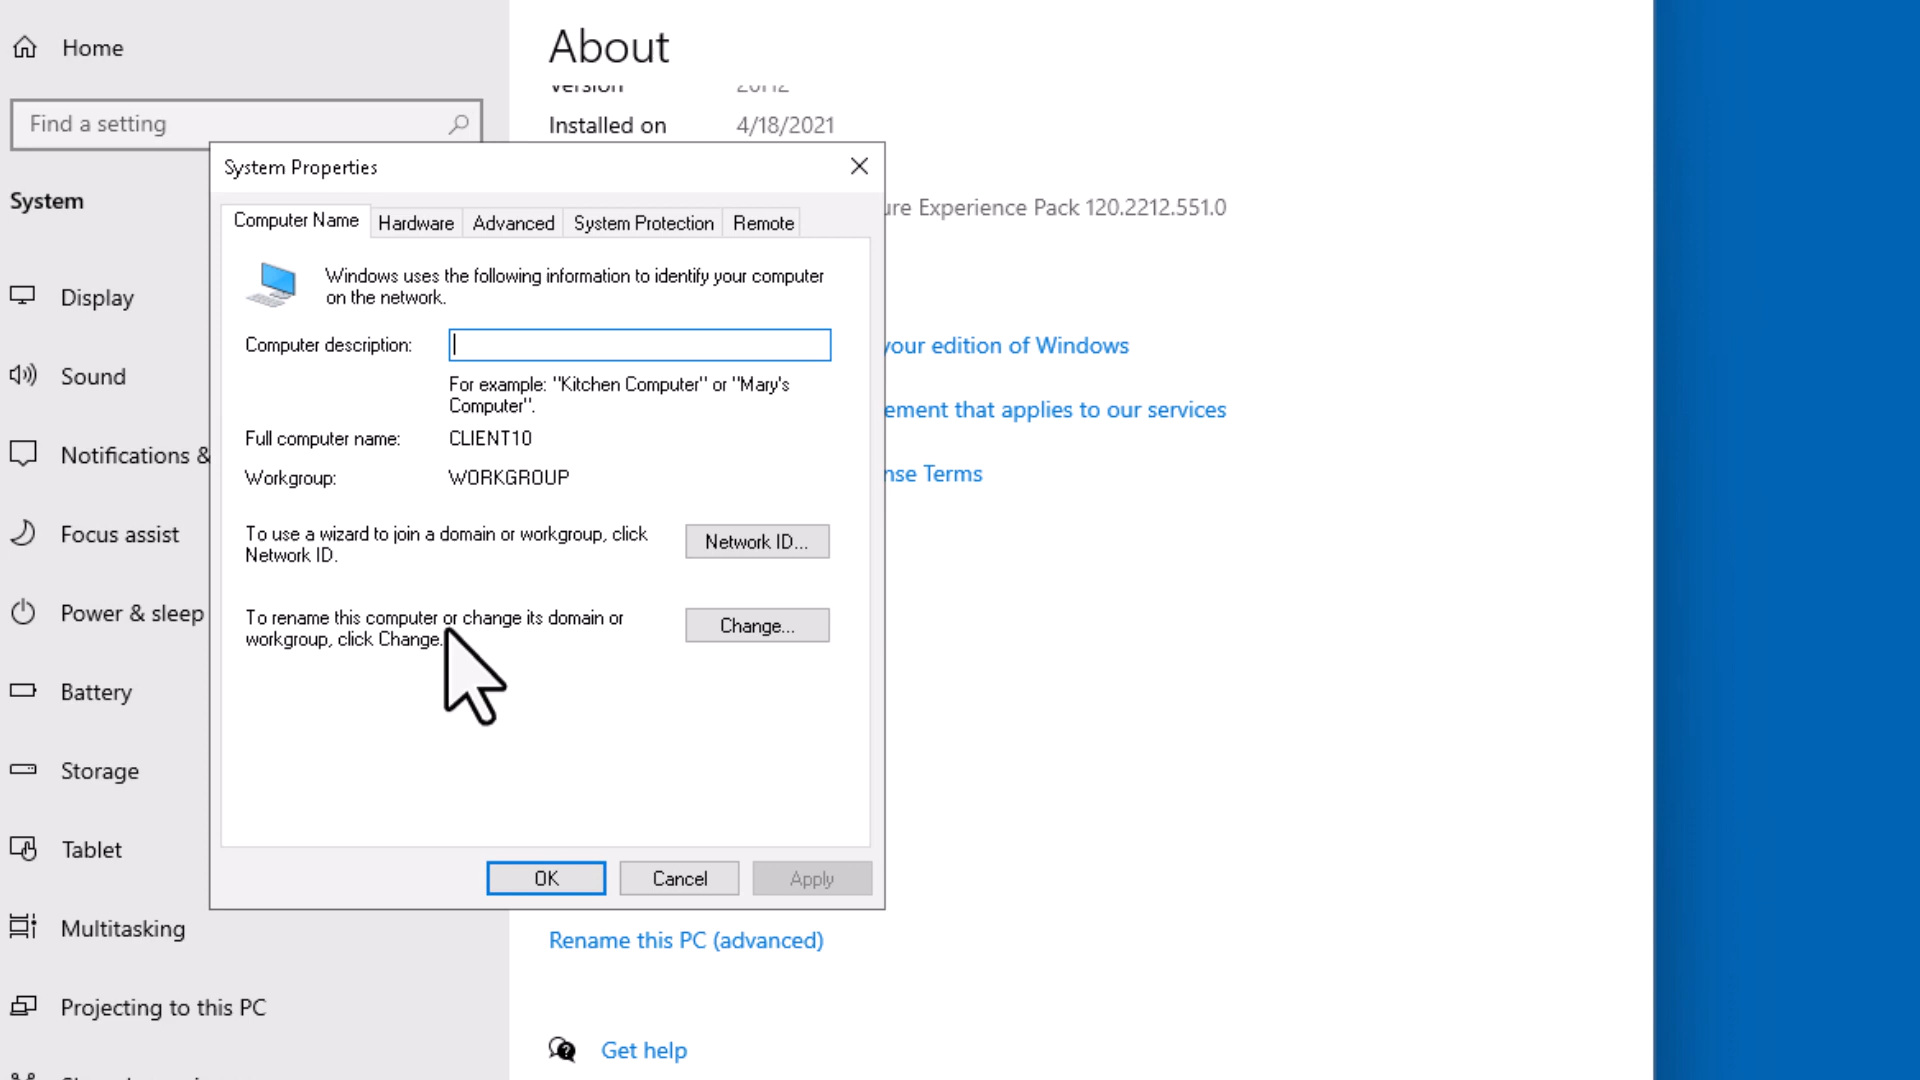 Home
Find a setting
System
Display
Sound
Notifications &
Focus assist
Power & sleep
Battery
Storage
Tablet
Multitasking
Projecting to this PC
About
Version 20H2
Installed on 4/18/2021
ure Experience Pack 120.2212.551.0
your edition of Windows
ement that applies to our services
nse Terms
Rename this PC (advanced)
Get help
System Properties
Computer Name Hardware Advanced System Protection Remote
Windows uses the following information to identify your computer
on the network.
Computer description:
For example: "Kitchen Computer" or "Mary's
Computer".
Full computer name: CLIENT10
Workgroup: WORKGROUP
To use a wizard to join a domain or workgroup, click
Network ID.
Network ID...
To rename this computer or change its domain or
workgroup, click Change.
Change...
OK Cancel Apply